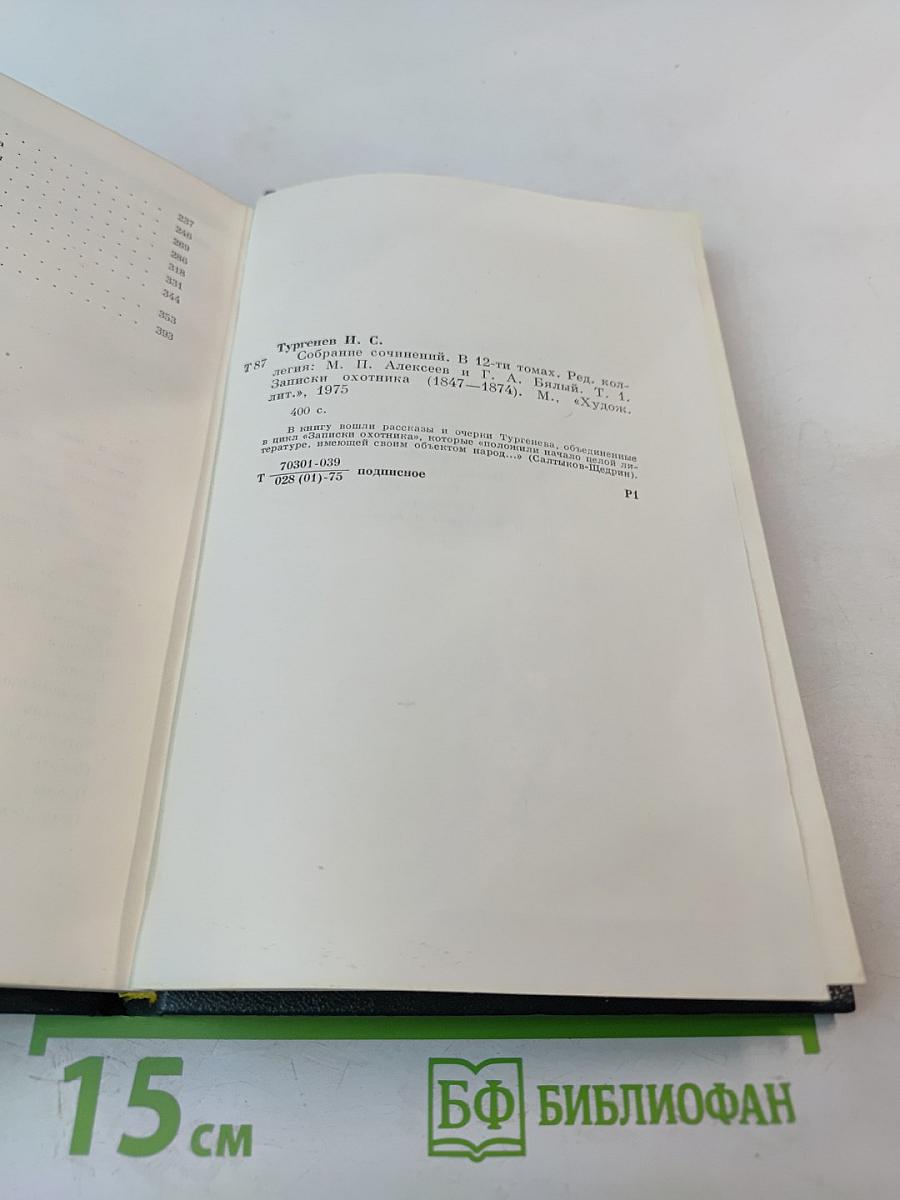 237
246
269
286
318
331
344
353
393
Тургенев И. С.
Т 87 Собрание сочинений. В 12-ти томах. Ред. кол-
легия: М. П. Алексеев и Г. А. Бялый. Т. 1.
Записки охотника (1847—1874). М., «Худож.
лит.», 1975
400 с.
В книгу вошли рассказы и очерки Тургенева, объединенные
в цикл «Записки охотника», которые «положили начало целой ли-
тературе, имеющей своим объектом народ...» (Салтыков-Щедрин).
70301-039
Т подписное
028 (01)-75
Р1
15 см
БФ БИБЛИОФАН